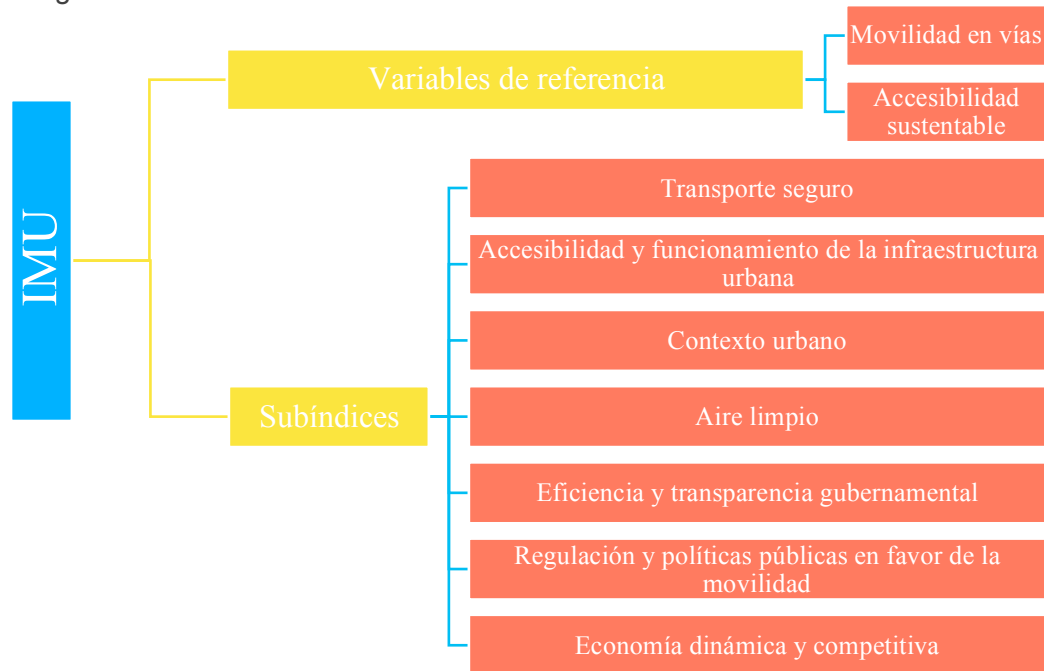 IMU
Variables de referencia
Movilidad en vías
Accesibilidad
sustentable
Subíndices
Transporte seguro
Accesibilidad y funcionamiento de la infraestructura
urbana
Contexto urbano
Aire limpio
Eficiencia y transparencia gubernamental
Regulación y políticas públicas en favor de la
movilidad
Economía dinámica y competitiva